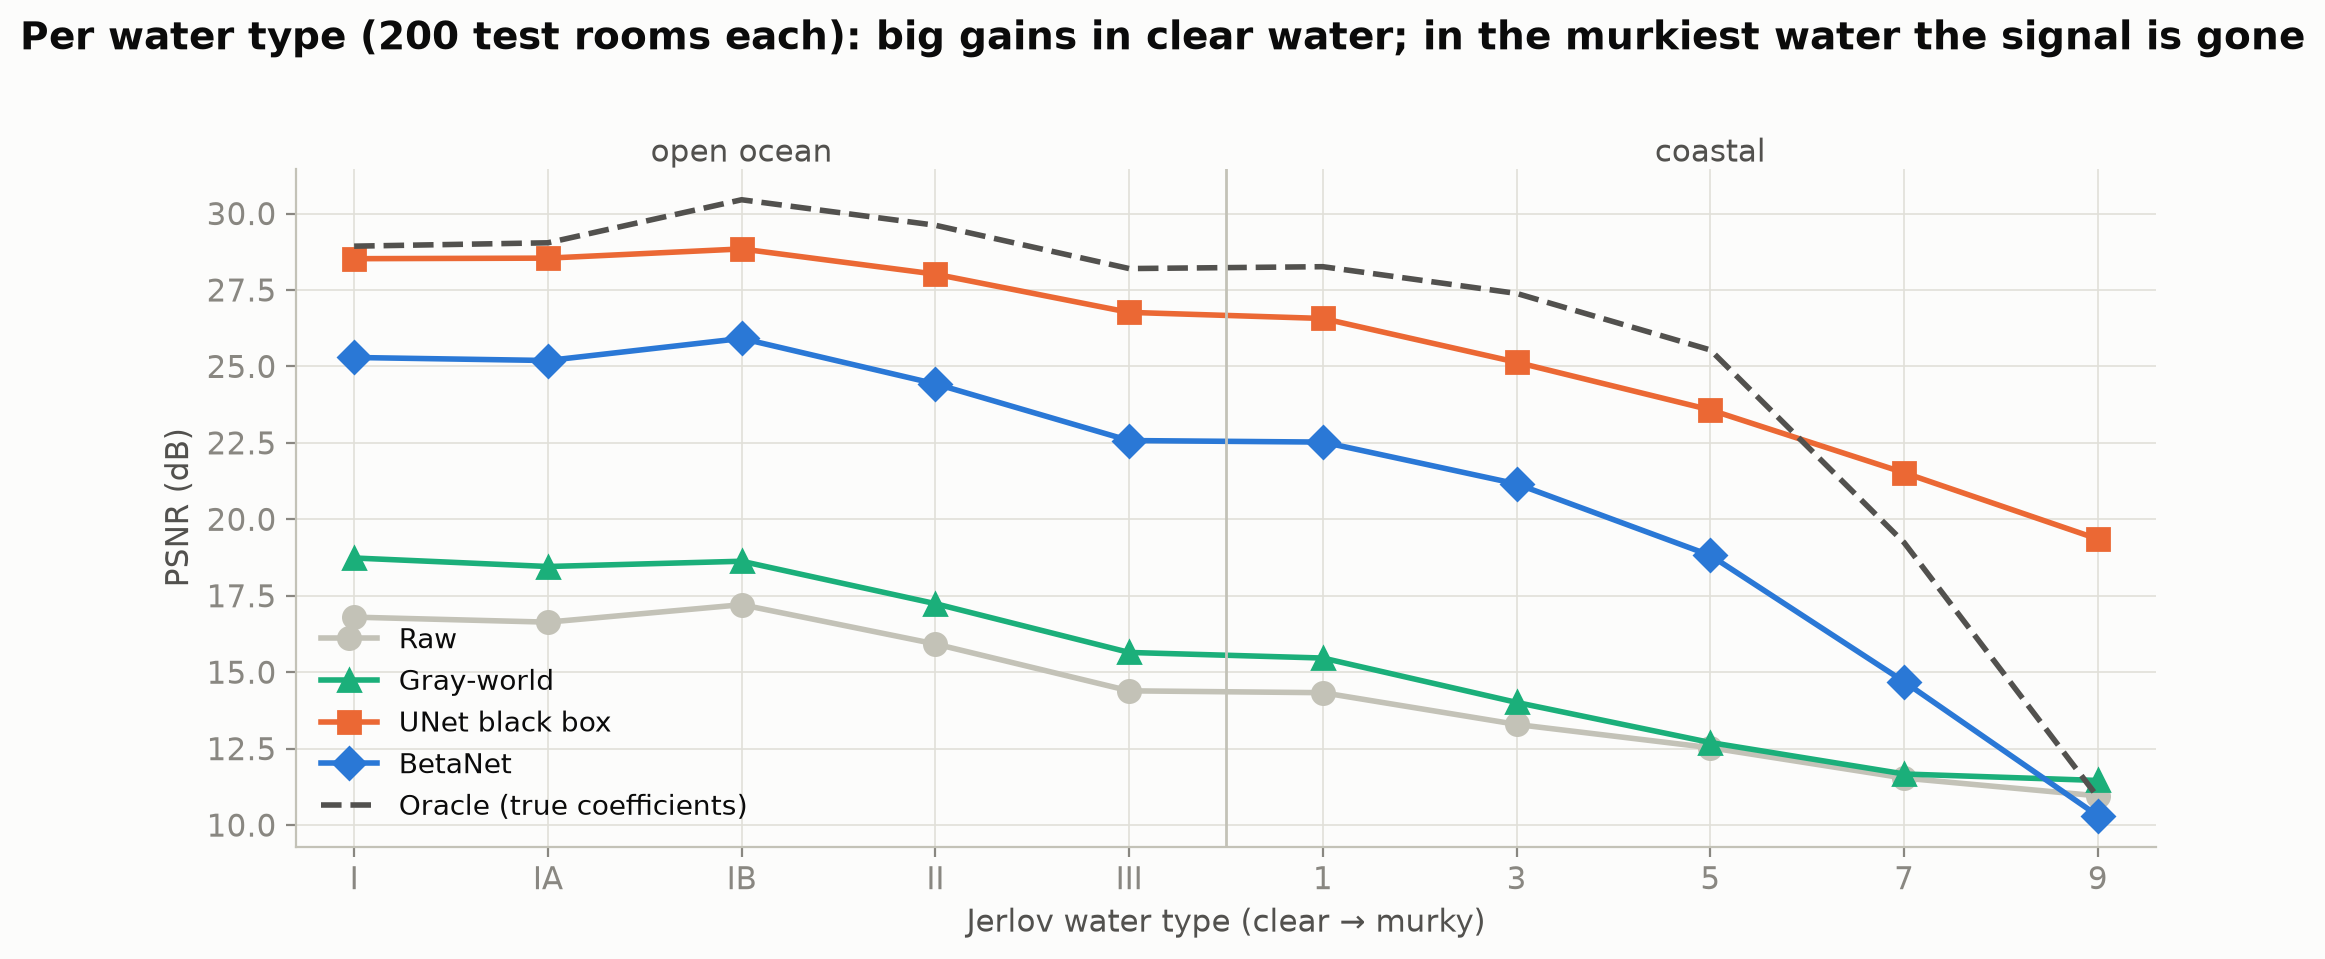 Per water type (200 test rooms each): big gains in clear water; in the murkiest water the signal is gone
open ocean
coastal
30.0
27.5
25.0
22.5
20.0
17.5
15.0
12.5
10.0
PSNR (dB)
Raw
Gray-world
UNet black box
BetaNet
Oracle (true coefficients)
I IA IB II III 1 3 5 7 9
Jerlov water type (clear → murky)